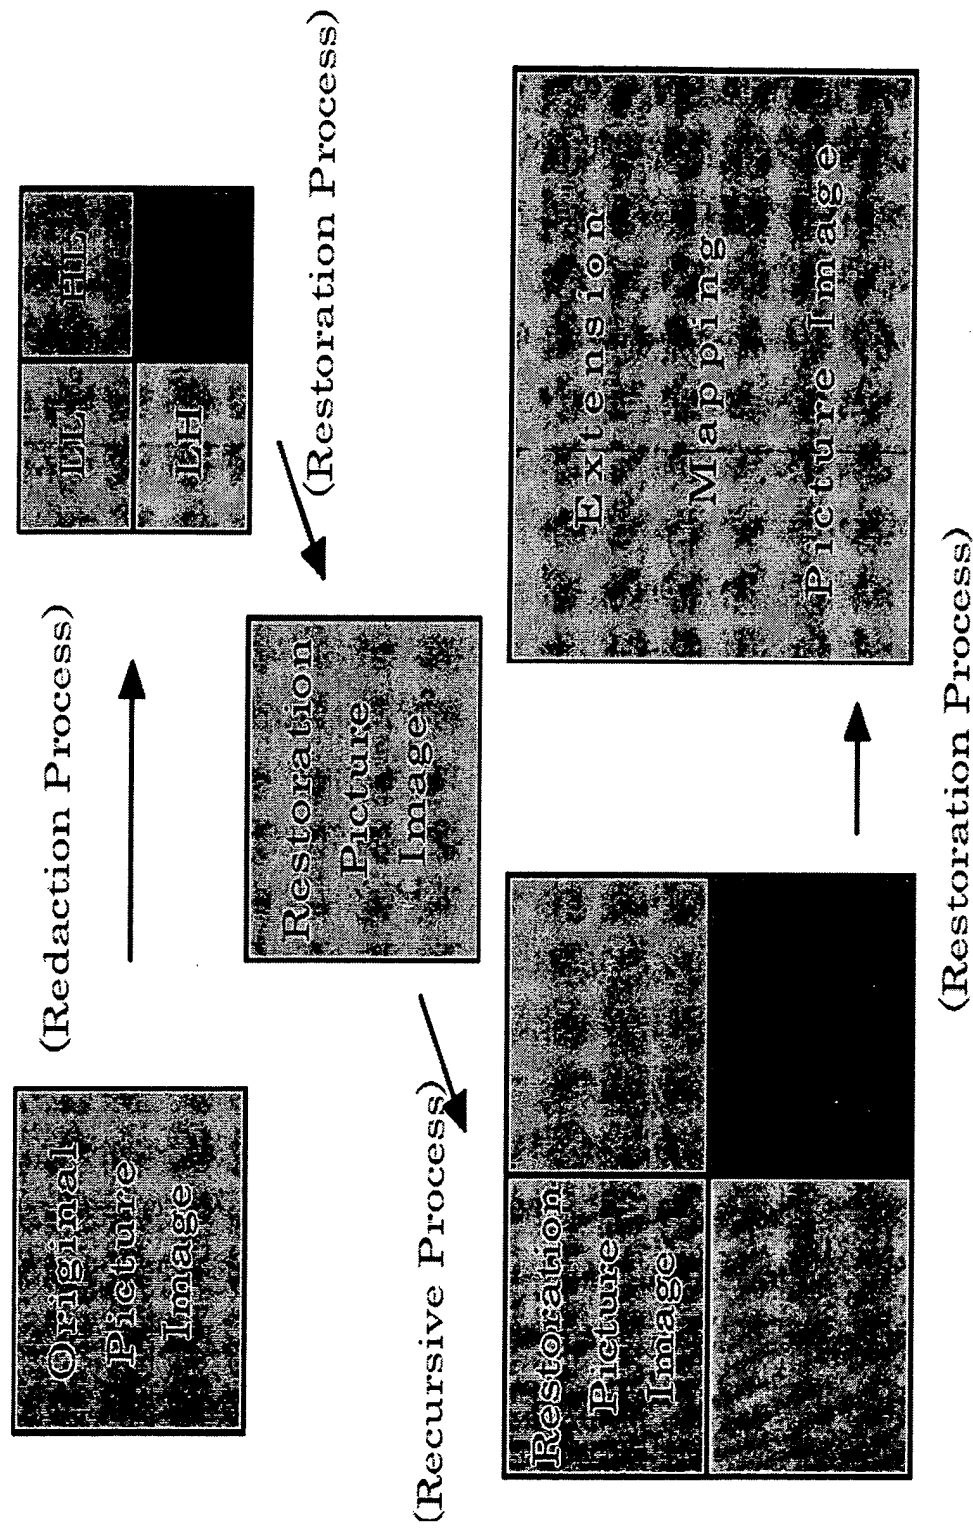 Original
Picture
Image
(Redaction Process)
LL
HL
LH
(Restoration Process)
Restoration
Picture
Image
(Recursive Process)
Restoration
Picture
Image
(Restoration Process)
Extension
Mapping
Picture Image